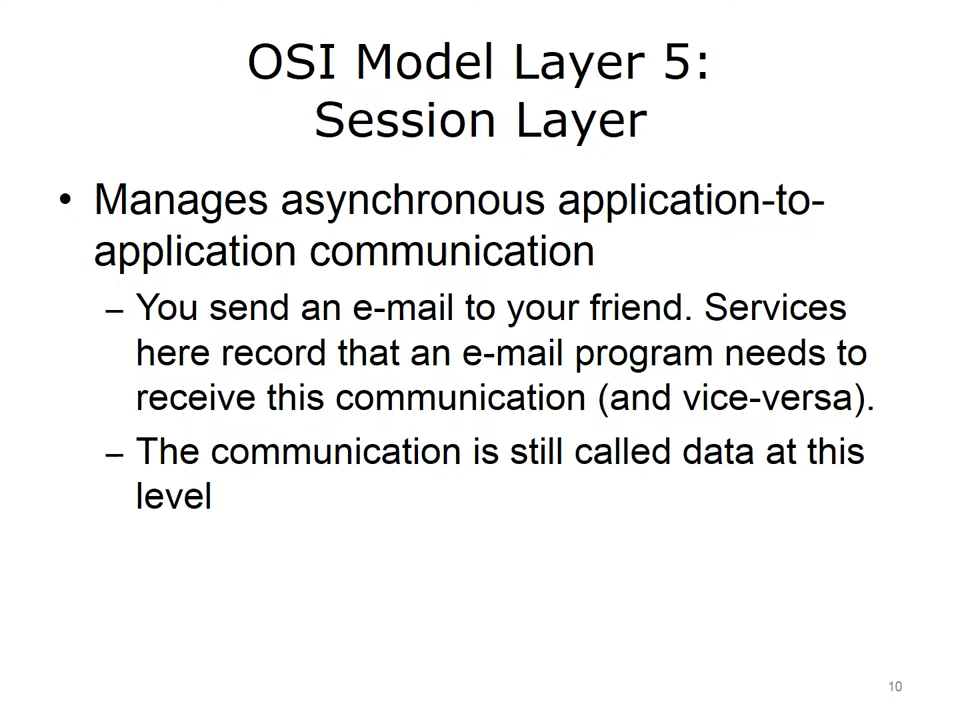 OSI Model Layer 5:
Session Layer
• Manages asynchronous application-to-
application communication
– You send an e-mail to your friend. Services
here record that an e-mail program needs to
receive this communication (and vice-versa).
– The communication is still called data at this
level
10